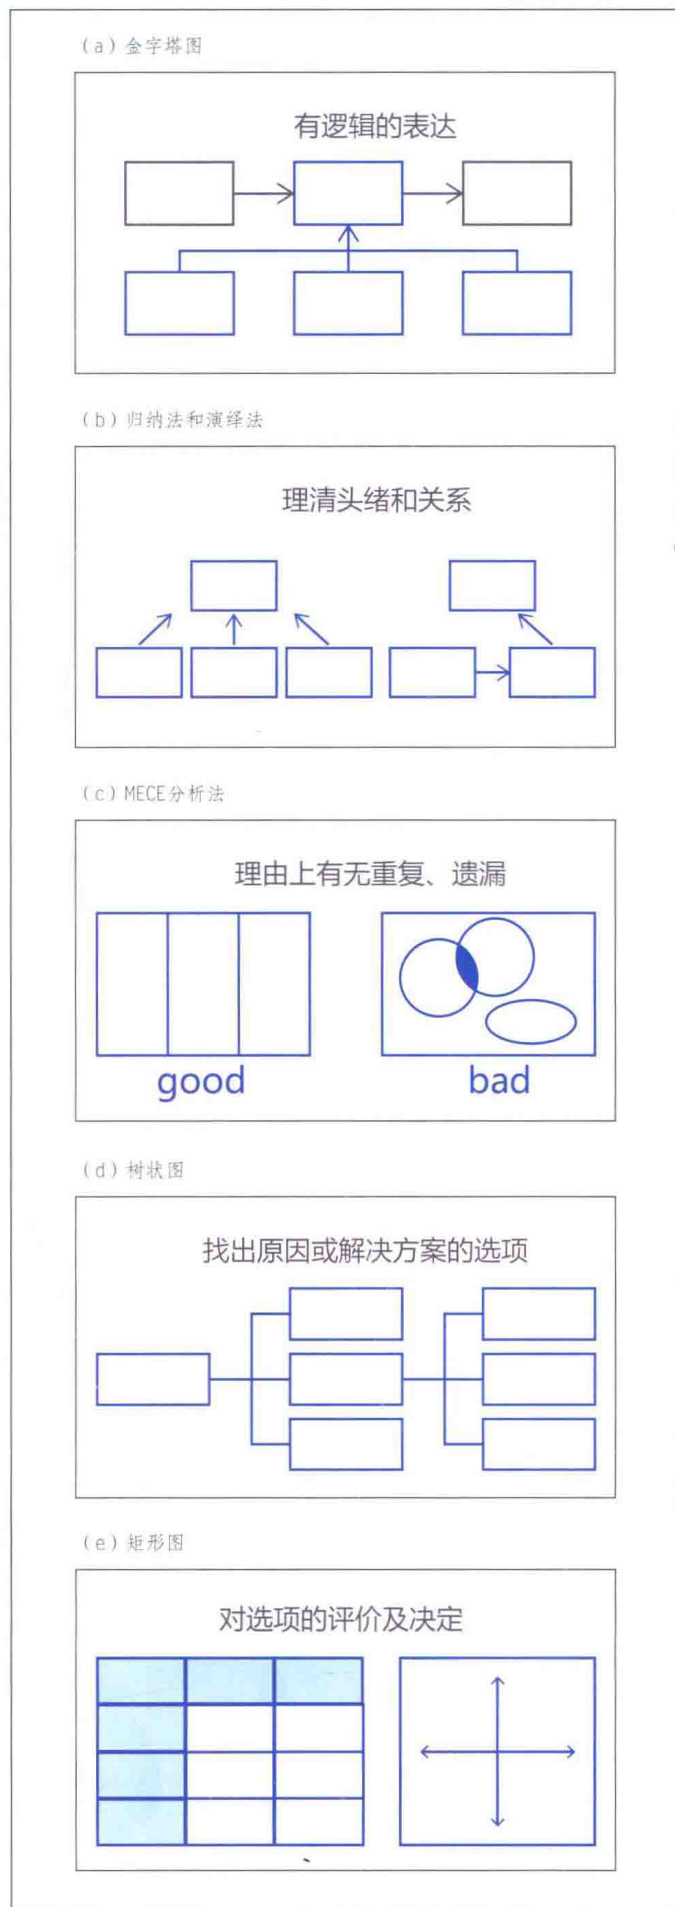 (a)金字塔图
有逻辑的表达
(b)归纳法和演绎法
理清头绪和关系
(c)MECE分析法
理由上有无重复、遗漏
good
bad
(d)树状图
找出原因或解决方案的选项
(e)矩形图
对选项的评价及决定